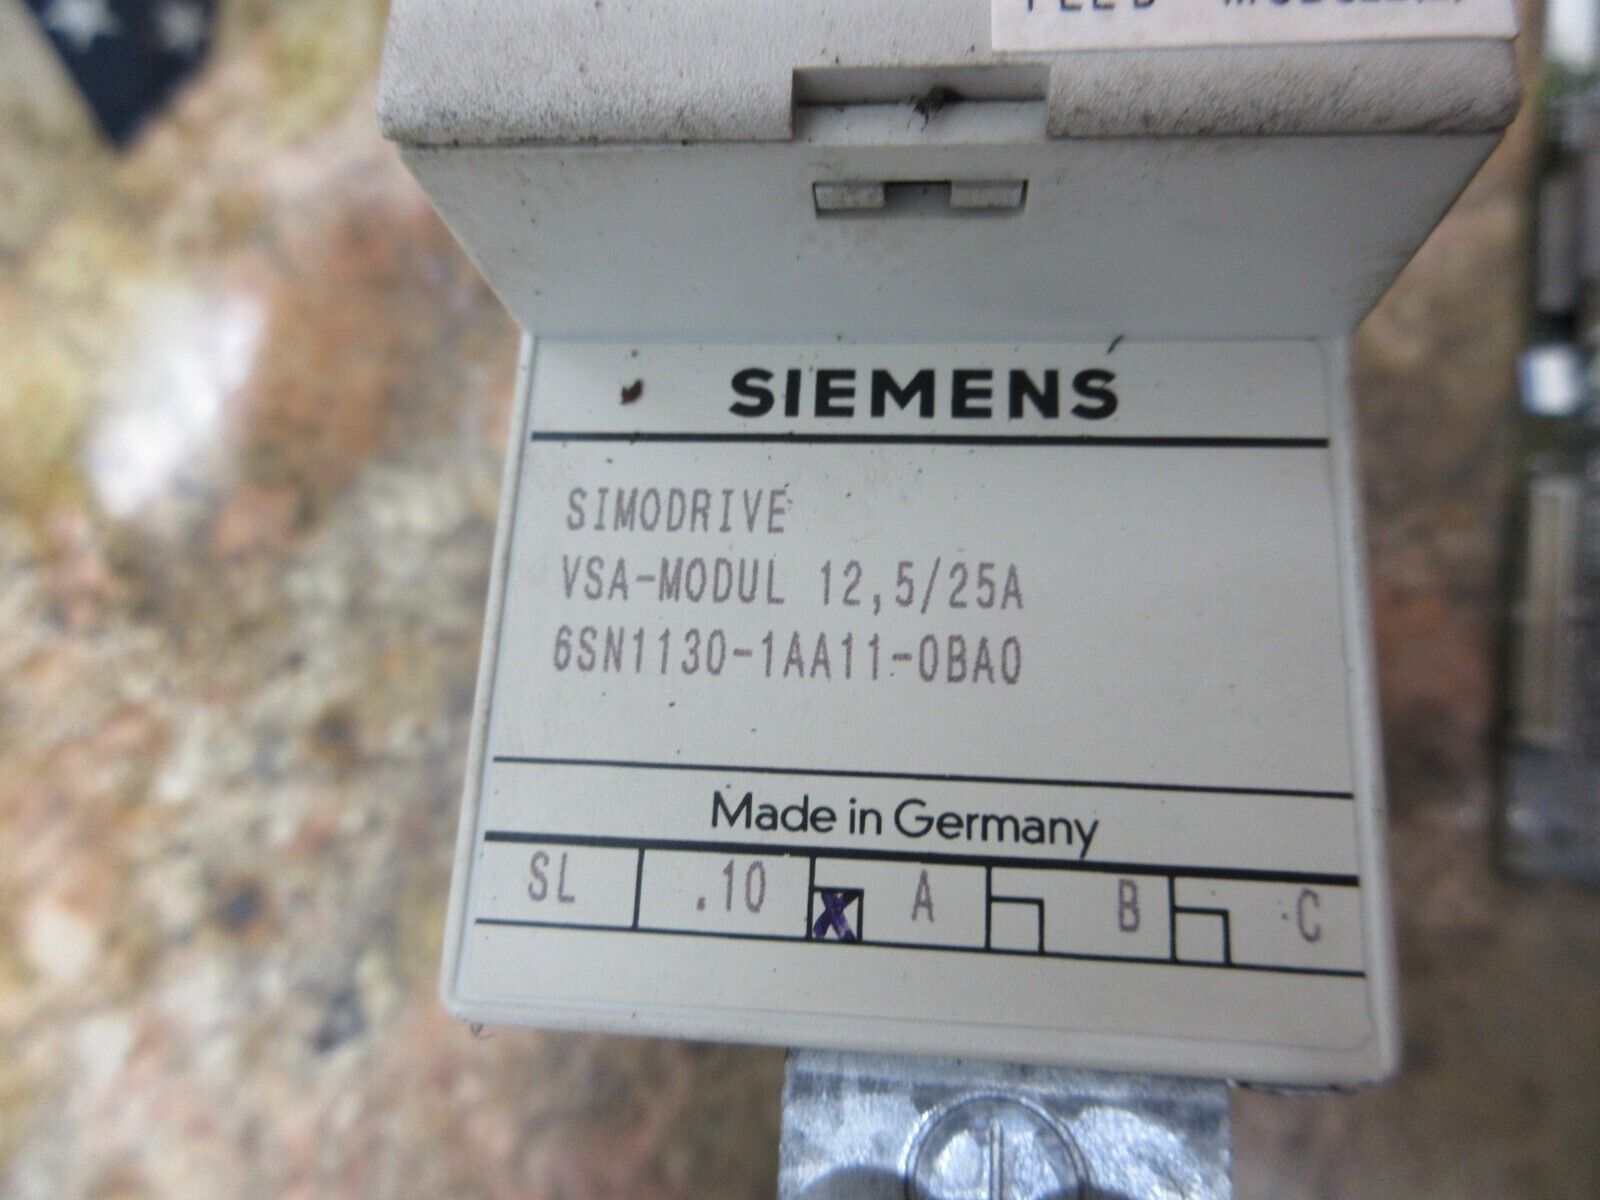 SIEMENS
SIMODRIVE
VSA-MODUL 12,5/25A
6SN1130-1AA11-0BA0
Made in Germany
SL .10 X A B C